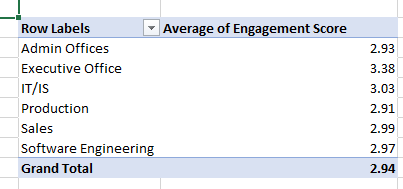 Row Labels Average of Engagement Score
Admin Offices 2.93
Executive Office 3.38
IT/IS 3.03
Production 2.91
Sales 2.99
Software Engineering 2.97
Grand Total 2.94